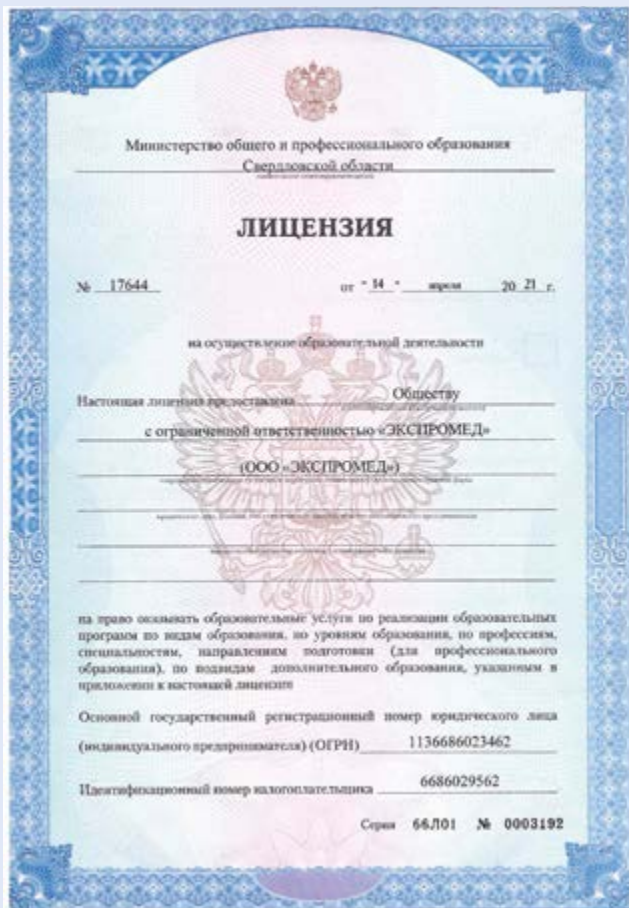 Министерство общего и профессионального образования
Свердловской области
ЛИЦЕНЗИЯ
№ 17644 от "14" апреля 20 21 г.
на осуществление образовательной деятельности
Настоящая лицензия предоставлена Обществу
с ограниченной ответственностью «ЭКСПРОМЕД»
(ООО «ЭКСПРОМЕД»)
на право оказывать образовательные услуги по реализации образовательных
программ по видам образования, по уровням образования, по профессиям,
специальностям, направлениям подготовки (для профессионального
образования), по подвидам дополнительного образования, указанным в
приложении к настоящей лицензии
Основной государственный регистрационный номер юридического лица
(индивидуального предпринимателя) (ОГРН) 1136686023462
Идентификационный номер налогоплательщика 6686029562
Серия 66Л01 № 0003192